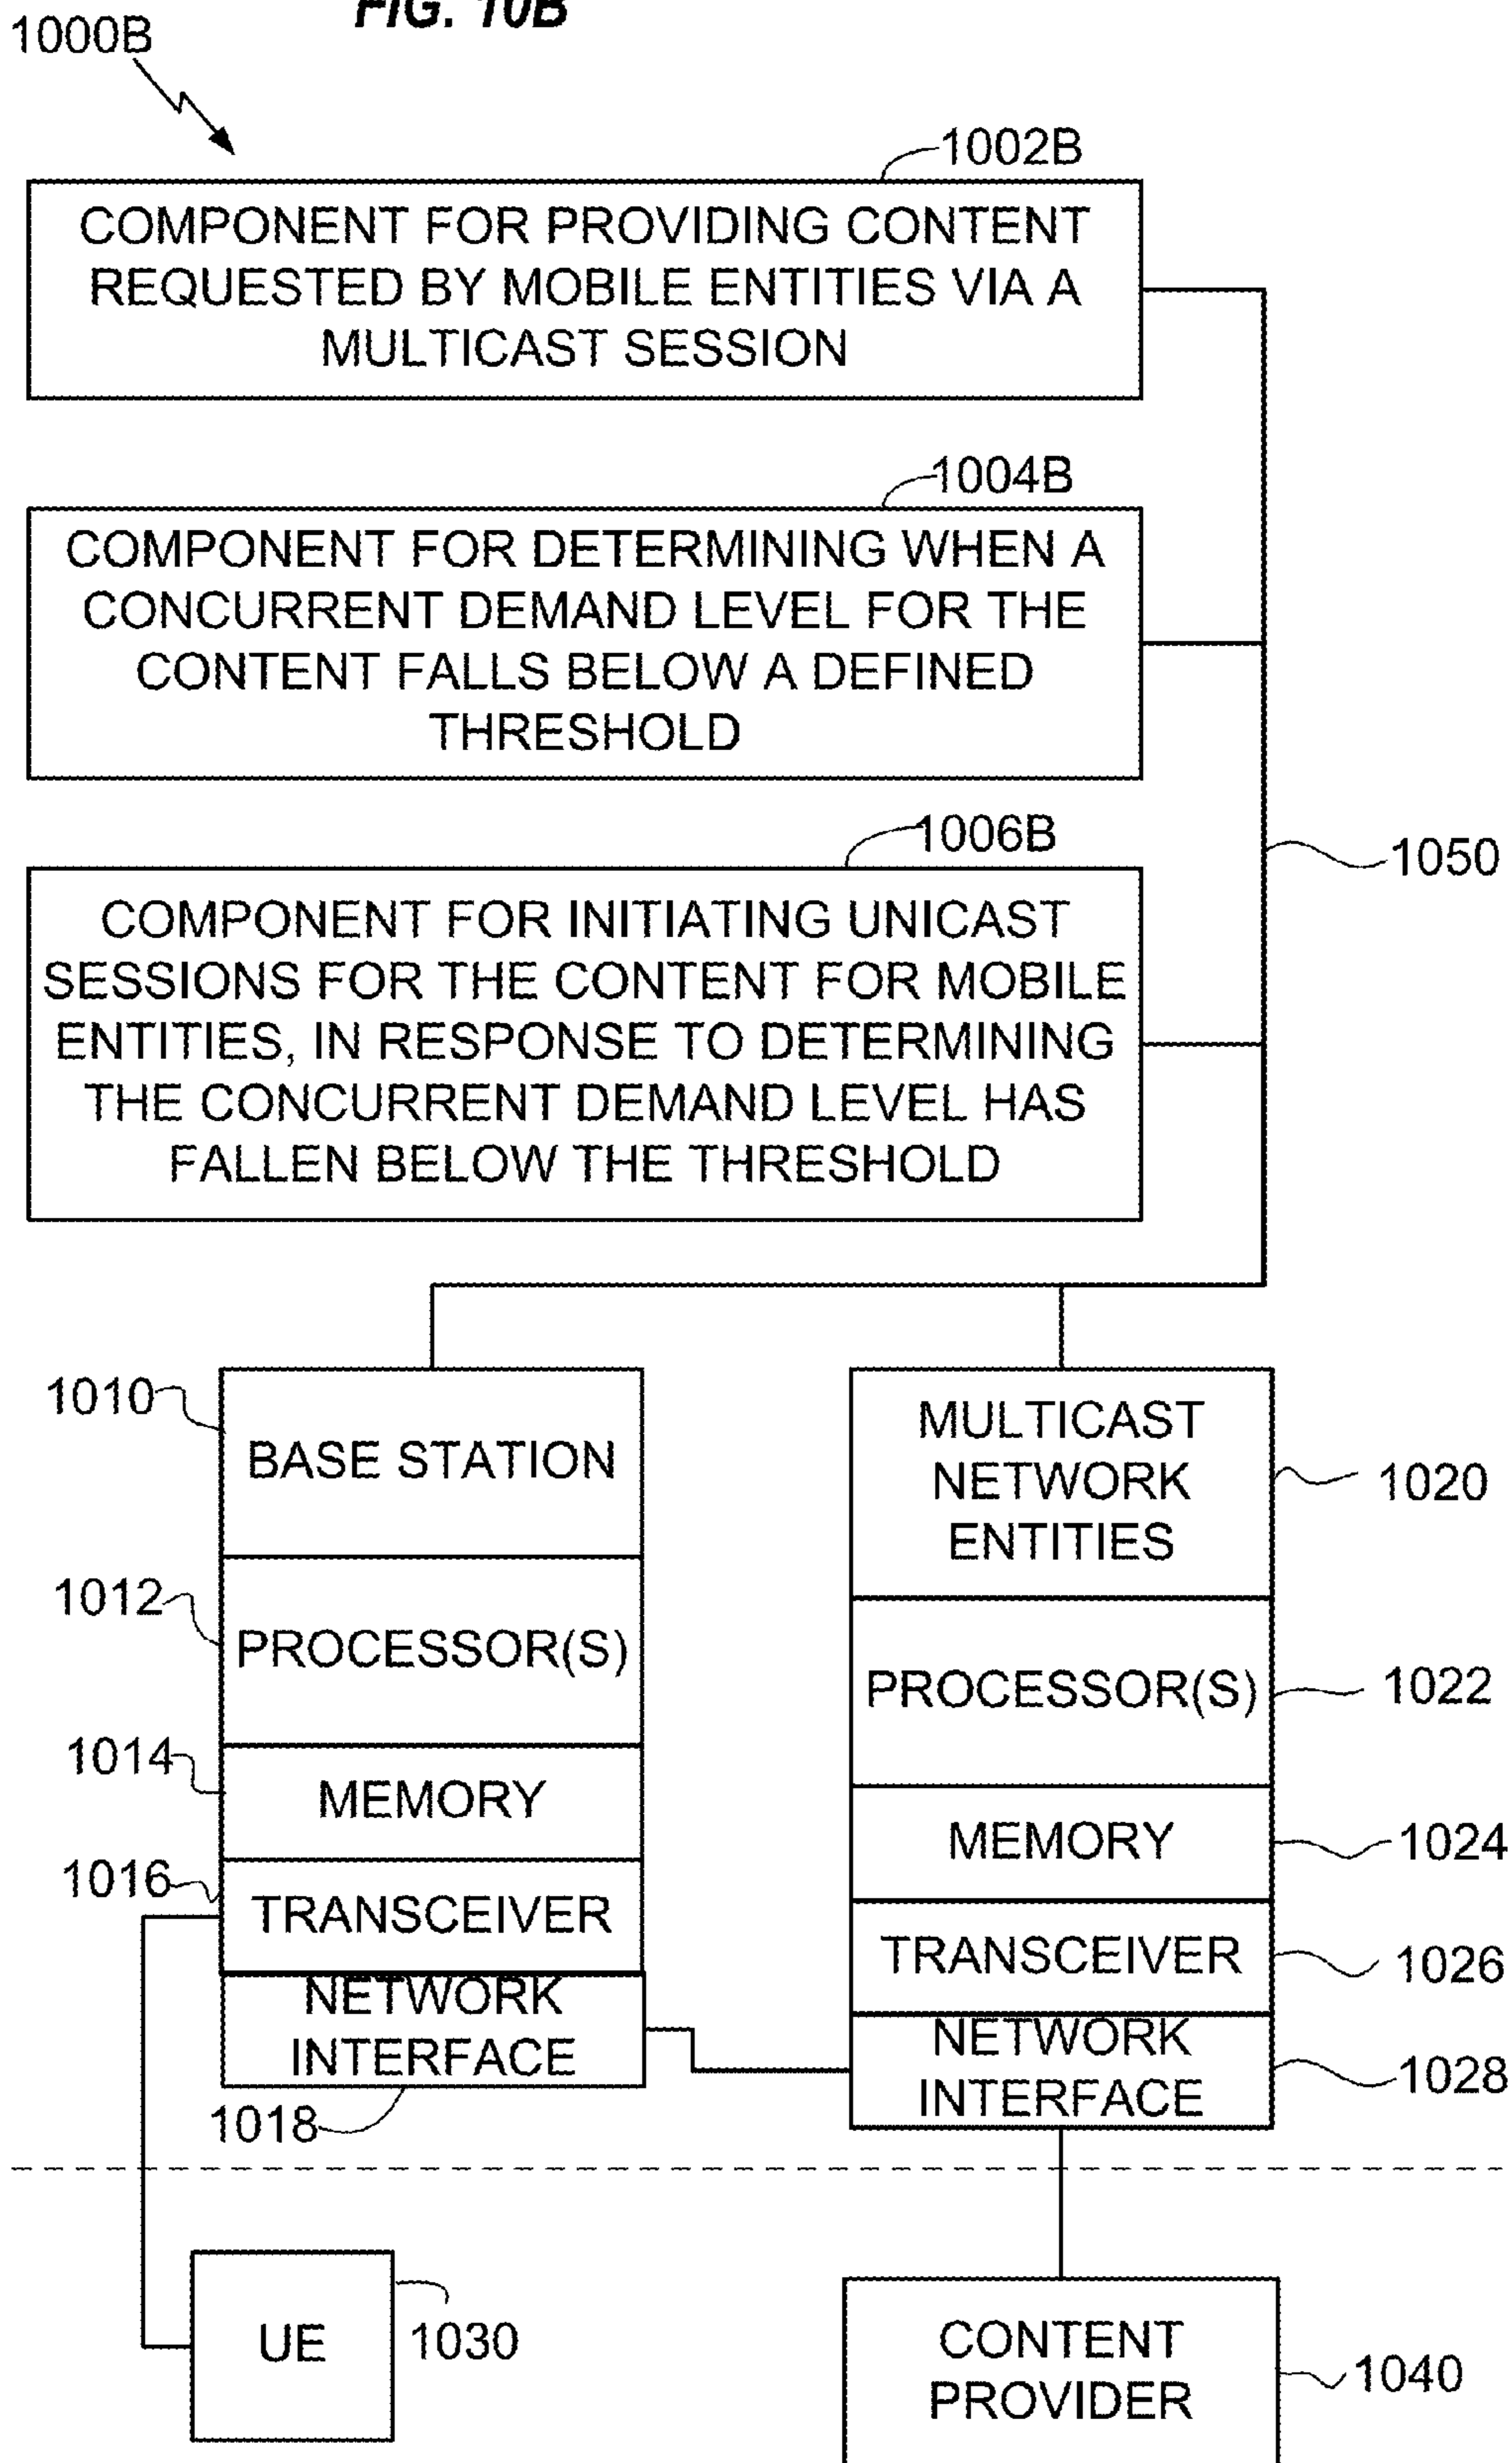 FIG. 10B
1000B
1002B
COMPONENT FOR PROVIDING CONTENT
REQUESTED BY MOBILE ENTITIES VIA A
MULTICAST SESSION
1004B
COMPONENT FOR DETERMINING WHEN A
CONCURRENT DEMAND LEVEL FOR THE
CONTENT FALLS BELOW A DEFINED
THRESHOLD
1006B
COMPONENT FOR INITIATING UNICAST
SESSIONS FOR THE CONTENT FOR MOBILE
ENTITIES, IN RESPONSE TO DETERMINING
THE CONCURRENT DEMAND LEVEL HAS
FALLEN BELOW THE THRESHOLD
1050
1010
BASE STATION
1012
PROCESSOR(S)
1014
MEMORY
1016
TRANSCEIVER
NETWORK
INTERFACE
1018
MULTICAST
NETWORK
ENTITIES
1020
PROCESSOR(S)
1022
MEMORY
1024
TRANSCEIVER
1026
NETWORK
INTERFACE
1028
UE
1030
CONTENT
PROVIDER
1040